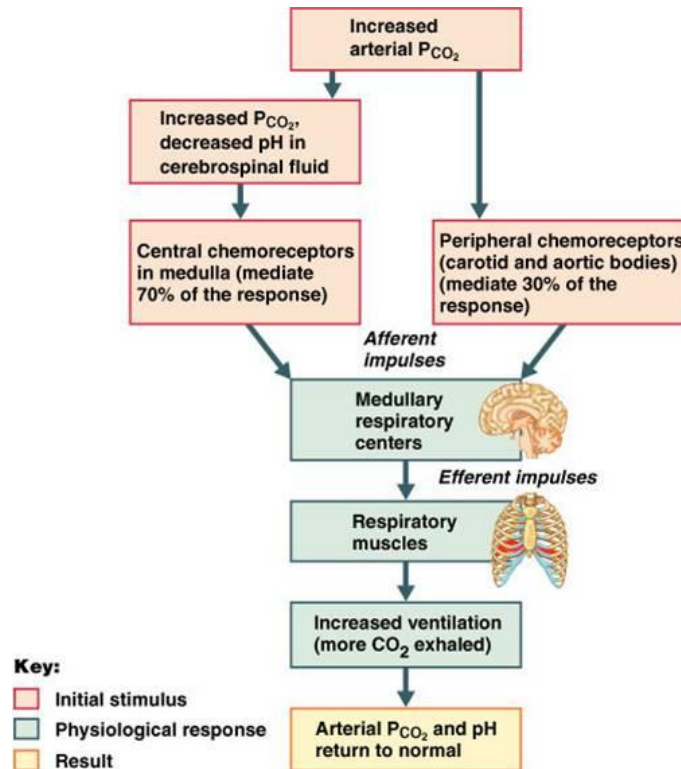 Increased
arterial PCO₂
Increased PCO₂,
decreased pH in
cerebrospinal fluid
Central chemoreceptors
in medulla (mediate
70% of the response)
Peripheral chemoreceptors
(carotid and aortic bodies)
(mediate 30% of the
response)
Afferent
impulses
Medullary
respiratory
centers
Efferent impulses
Respiratory
muscles
Increased ventilation
(more CO₂ exhaled)
Arterial PCO₂ and pH
return to normal
Key:
Initial stimulus
Physiological response
Result